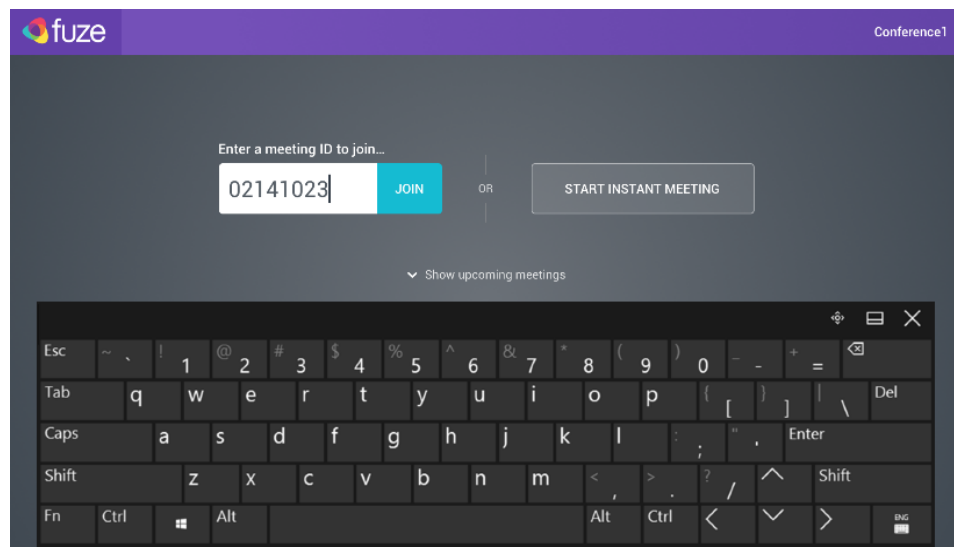 fuze
Conference1
Enter a meeting ID to join...
02141023 JOIN OR START INSTANT MEETING
Show upcoming meetings
Esc ~ ` ! 1 @ 2 # 3 $ 4 % 5 ^ 6 & 7 * 8 ( 9 ) 0 _ - + =
Tab q w e r t y u i o p { [ } ] | \ Del
Caps a s d f g h j k l : ; " ' Enter
Shift z x c v b n m < , > . ? / Shift
Fn Ctrl Alt Alt Ctrl ENG